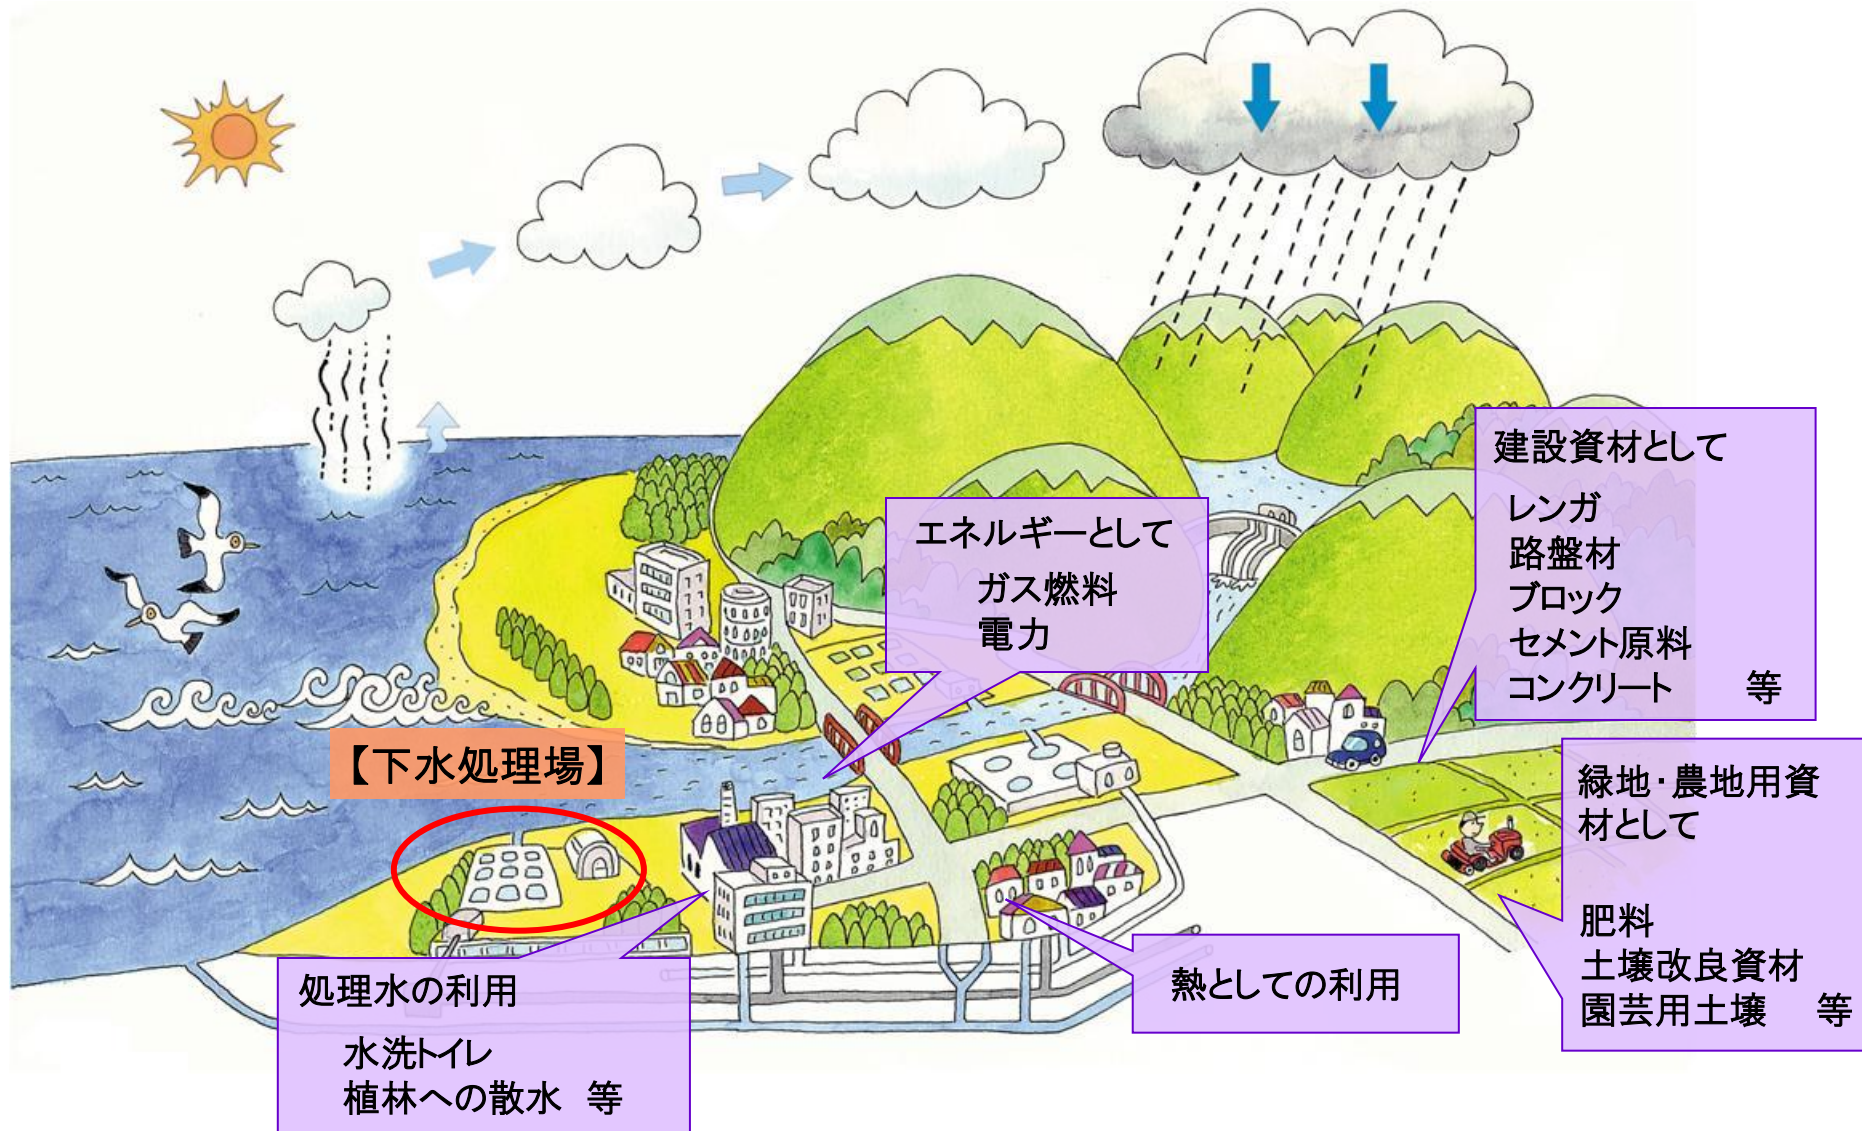 建設資材として
レンガ
路盤材
ブロック
セメント原料
コンクリート　　等
エネルギーとして
ガス燃料
電力
【下水処理場】
緑地・農地用資
材として
肥料
土壌改良資材
園芸用土壌　等
熱としての利用
処理水の利用
水洗トイレ
植林への散水　等